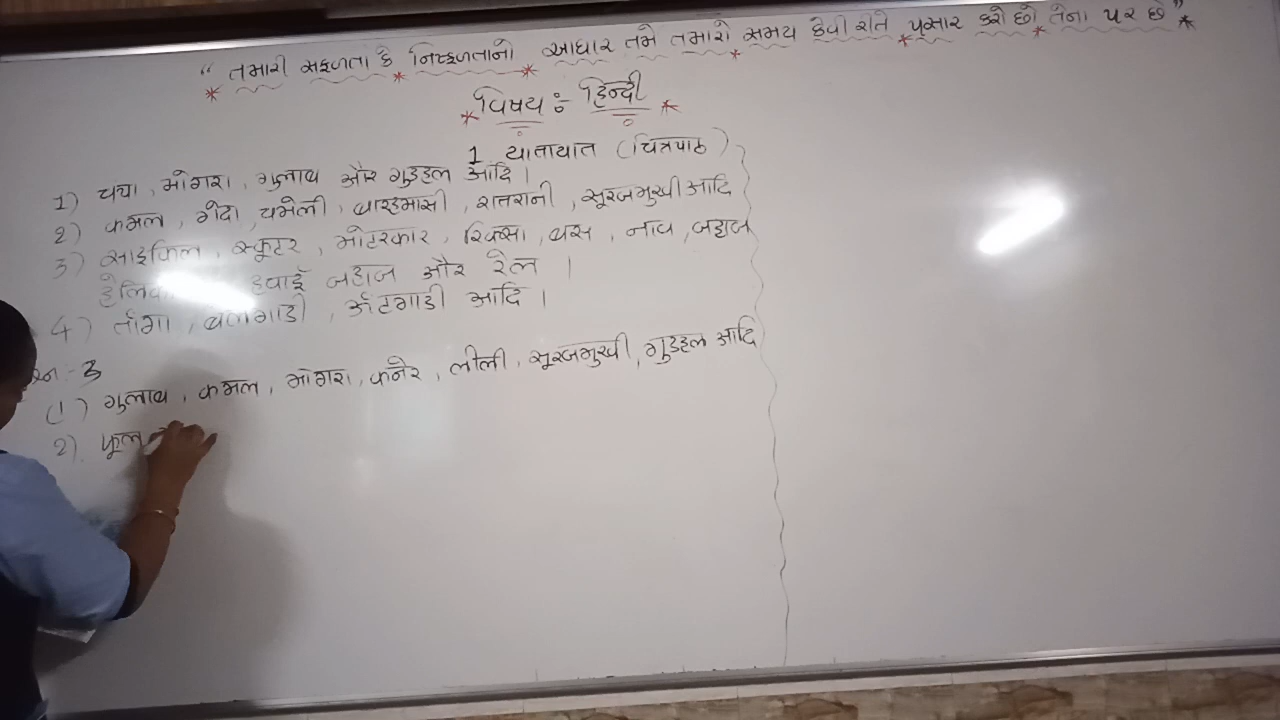 “ તમારી સફળતા કે નિષ્ફળતાનો આધાર તમે તમારો સમય કેવી રીતે પસાર કરો છો તેના પર છે ”
विषय : हिन्दी
1 यातायात (चित्रपाठ)
1) चंपा, मोगरा, गुलाब और गुड़हल आदि।
2) कमल, गेंदा, चमेली, बारहमासी, रातरानी, सूरजमुखी आदि
3) साइकिल, स्कूटर, मोटरकार, रिक्सा, बस, नाव, जहाज
हवाई जहाज और रेल ।
4) ताँगा, बैलगाडी, ऊँटगाडी आदि ।
3
(1) गुलाब, कमल, मोगरा, कनेर, लीली, सूरजमुखी, गुडहल आदि
2) फूल